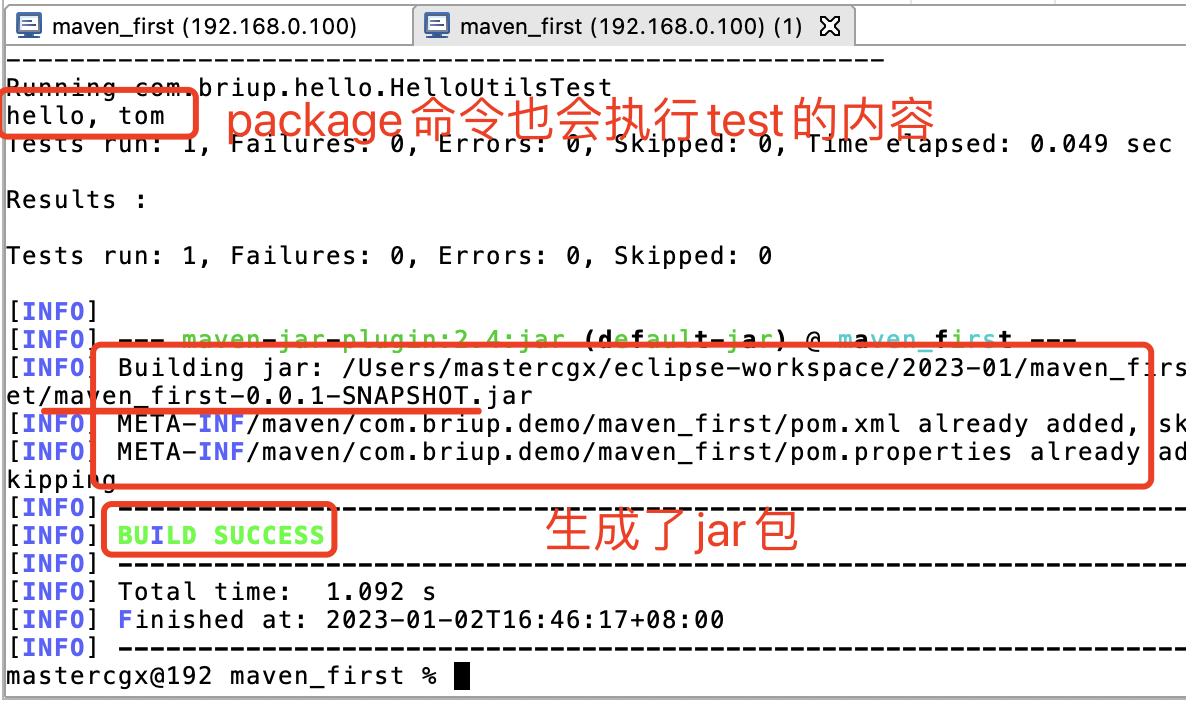 maven_first (192.168.0.100)
maven_first (192.168.0.100) (1)
-------------------------------------------------------
Running com.briup.hello.HelloUtilsTest
hello, tom
package命令也会执行test的内容
Tests run: 1, Failures: 0, Errors: 0, Skipped: 0, Time elapsed: 0.049 sec
Results :
Tests run: 1, Failures: 0, Errors: 0, Skipped: 0
[INFO]
[INFO] --- maven-jar-plugin:2.4:jar (default-jar) @ maven_first ---
[INFO] Building jar: /Users/mastercgx/eclipse-workspace/2023-01/maven_firs
et/maven_first-0.0.1-SNAPSHOT.jar
[INFO] META-INF/maven/com.briup.demo/maven_first/pom.xml already added, sk
[INFO] META-INF/maven/com.briup.demo/maven_first/pom.properties already ad
kipping
[INFO] ------------------------------------------------------------------
[INFO] BUILD SUCCESS
生成了jar包
[INFO] ------------------------------------------------------------------
[INFO] Total time:  1.092 s
[INFO] Finished at: 2023-01-02T16:46:17+08:00
[INFO] ------------------------------------------------------------------
mastercgx@192 maven_first %